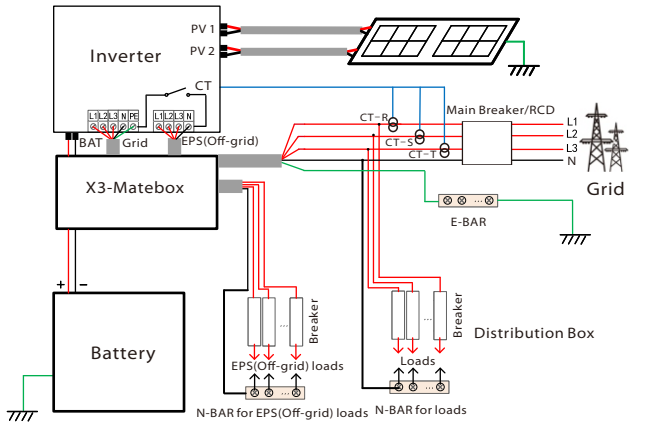 PV 1
Inverter
PV 2
CT
L1 L2 L3 N PE
L1 L2 L3 N
BAT
Grid
EPS(Off-grid)
CT-R
CT-S
CT-T
Main Breaker/RCD
L1
L2
L3
N
Grid
X3-Matebox
E-BAR
+ −
Battery
...
Breaker
EPS(Off-grid) loads
...
N-BAR for EPS(Off-grid) loads
...
Breaker
Loads
...
N-BAR for loads
Distribution Box
...